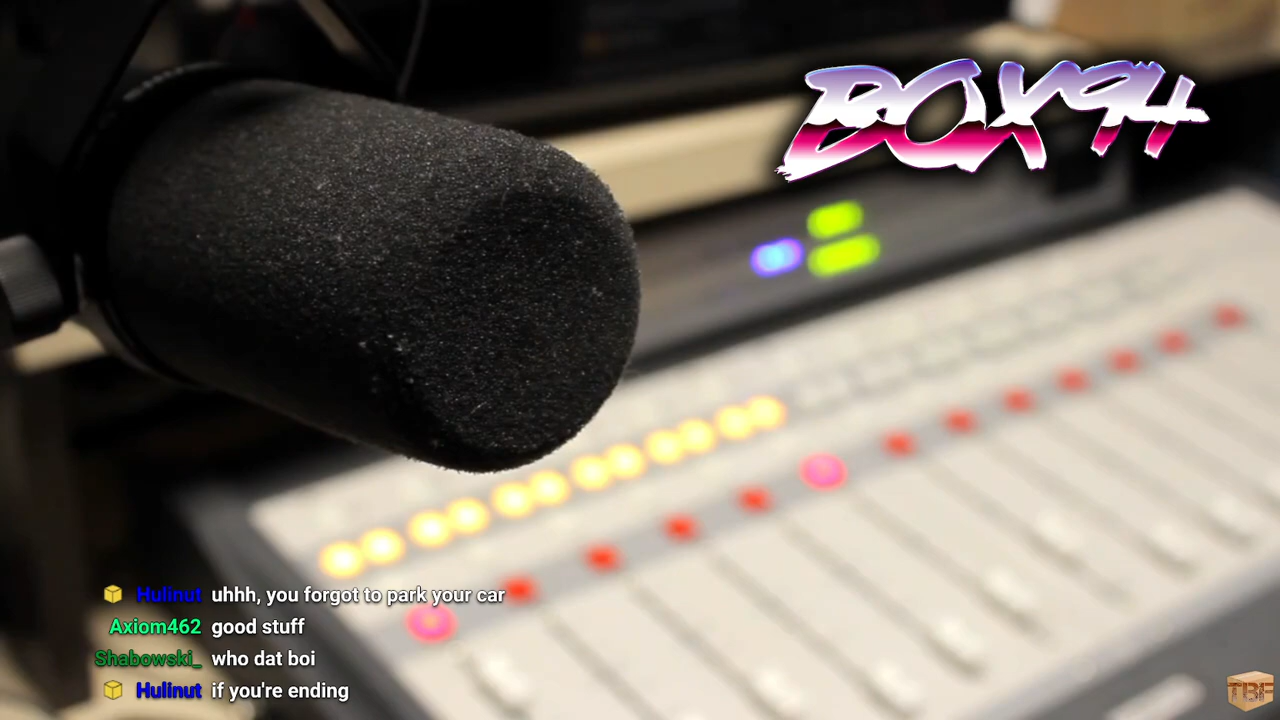 BOX94
Hulinut uhhh, you forgot to park your car
Axiom462 good stuff
Shabowski_ who dat boi
Hulinut if you're ending
TBF